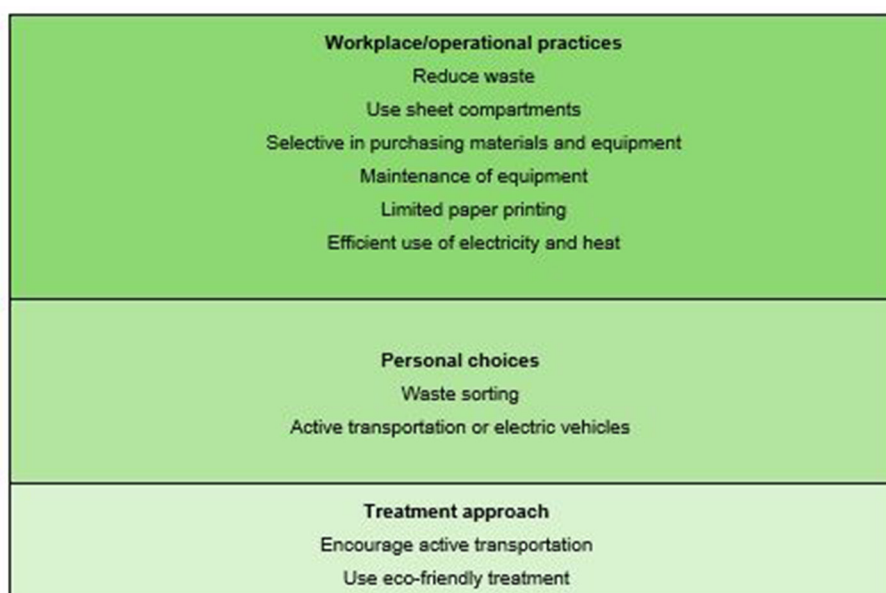 Workplace/operational practices
Reduce waste
Use sheet compartments
Selective in purchasing materials and equipment
Maintenance of equipment
Limited paper printing
Efficient use of electricity and heat
Personal choices
Waste sorting
Active transportation or electric vehicles
Treatment approach
Encourage active transportation
Use eco-friendly treatment